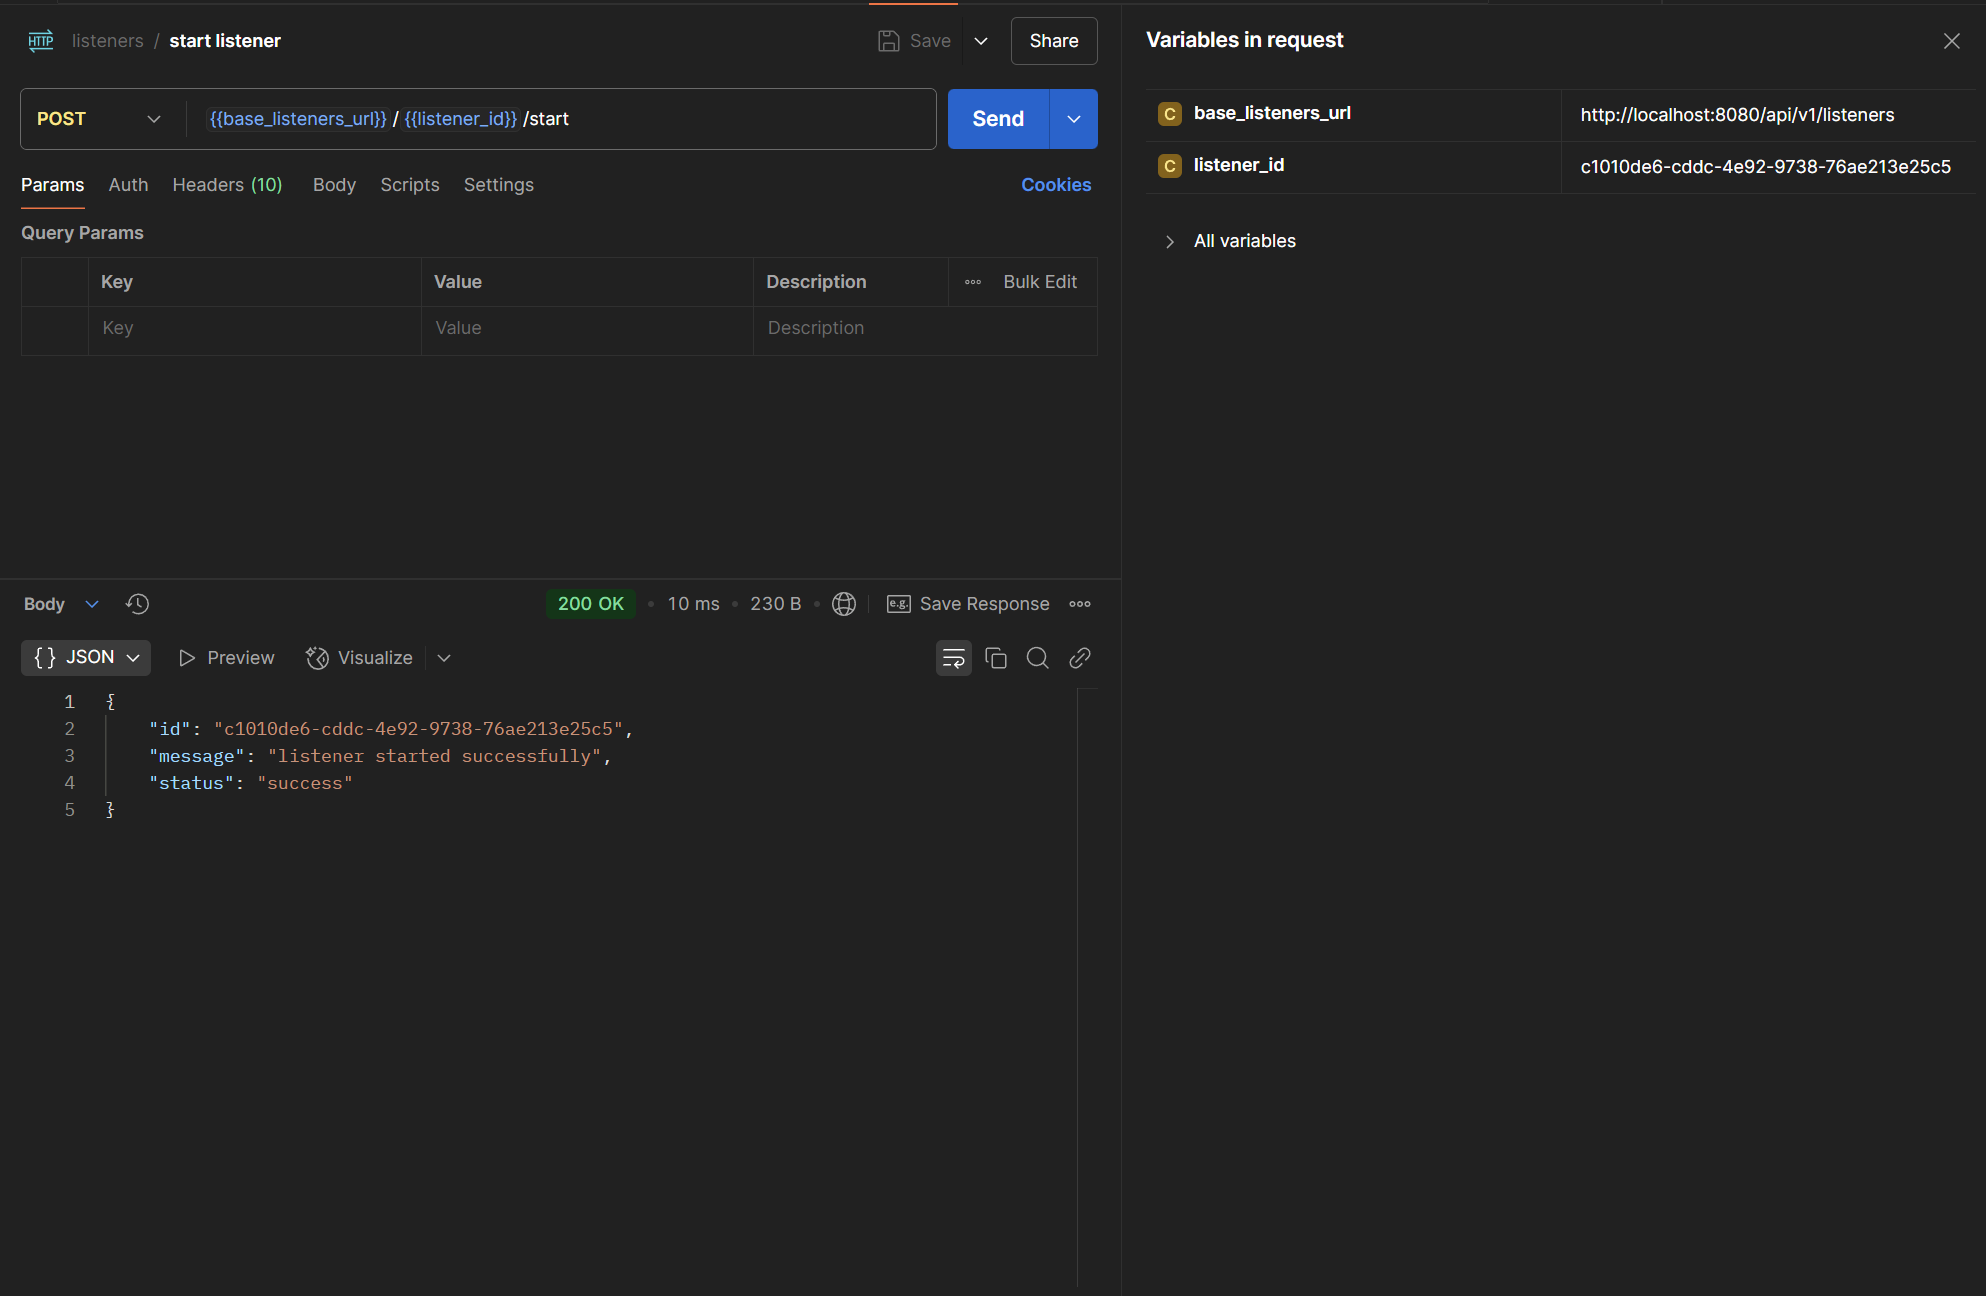 HTTP listeners / start listener Save Share
POST {{base_listeners_url}} / {{listener_id}} /start Send
Params Auth Headers (10) Body Scripts Settings Cookies
Query Params
Key Value Description Bulk Edit
Key Value Description
Body 200 OK • 10 ms • 230 B • e.g. Save Response
{} JSON Preview Visualize
1 {
2 "id": "c1010de6-cddc-4e92-9738-76ae213e25c5",
3 "message": "listener started successfully",
4 "status": "success"
5 }
Variables in request
C base_listeners_url http://localhost:8080/api/v1/listeners
C listener_id c1010de6-cddc-4e92-9738-76ae213e25c5
All variables